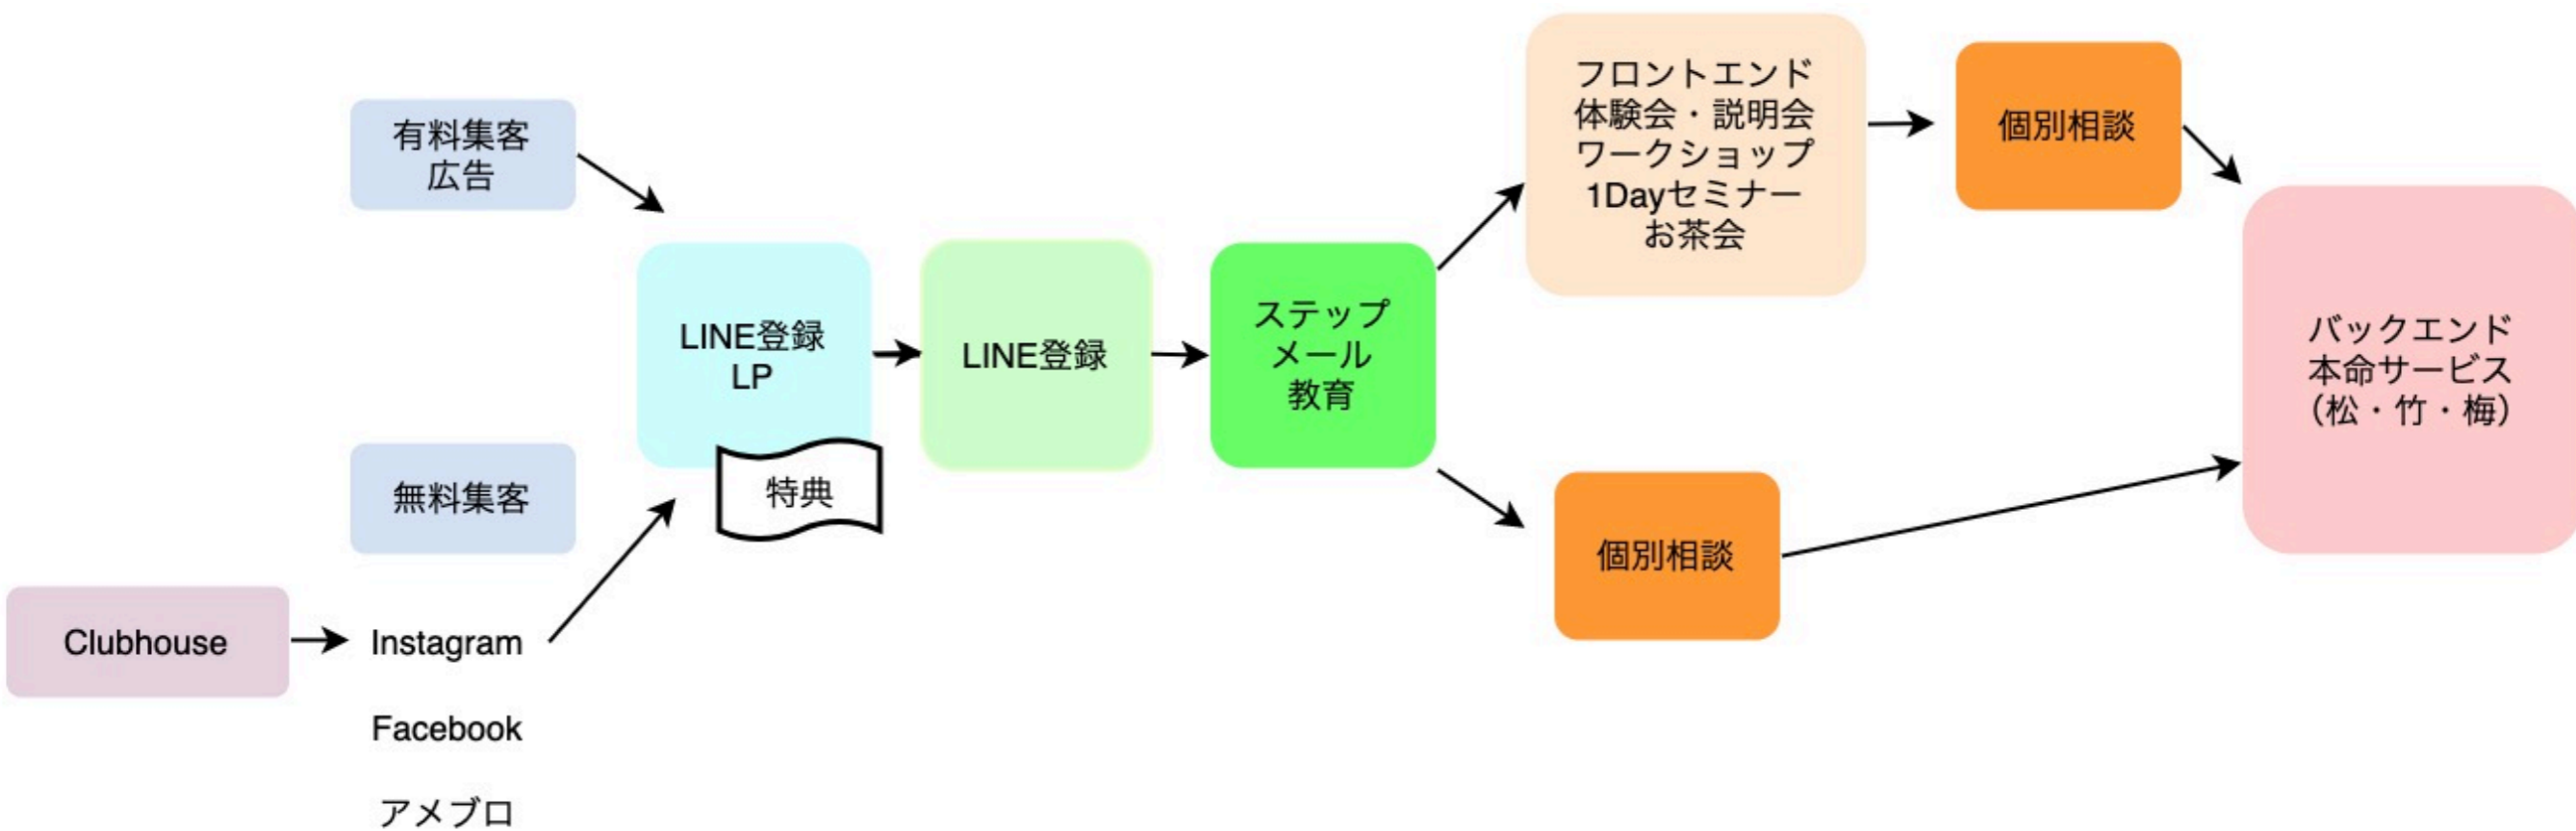 有料集客
広告
無料集客
Clubhouse
Instagram
Facebook
アメブロ
LINE登録
LP
特典
LINE登録
ステップ
メール
教育
フロントエンド
体験会・説明会
ワークショップ
1Dayセミナー
お茶会
個別相談
個別相談
バックエンド
本命サービス
（松・竹・梅）